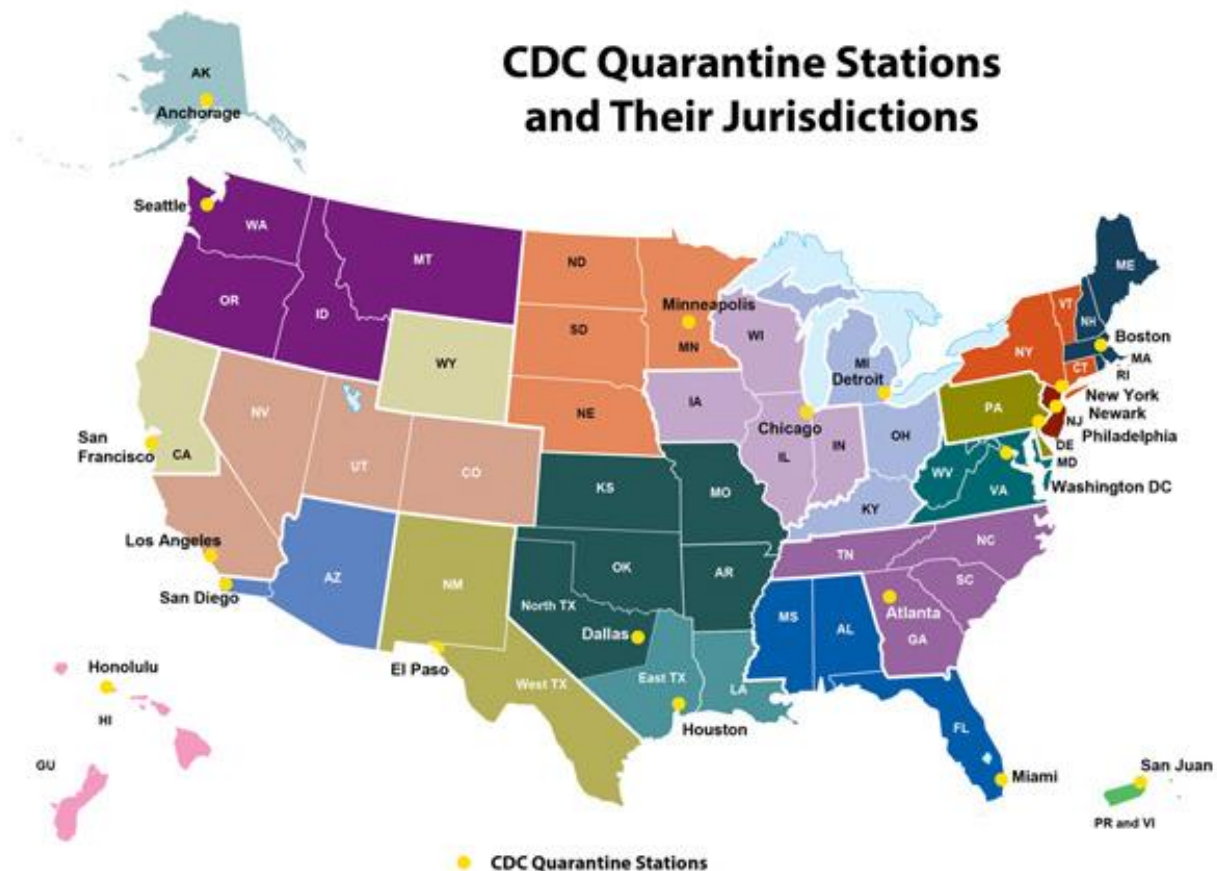 CDC Quarantine Stations
and Their Jurisdictions
AK
Anchorage
Seattle
WA
MT
ND
Minneapolis
MN
OR
ID
SD
WY
WI
MI
Detroit
ME
VT
NH
Boston
MA
RI
NY
CT
New York
Newark
NJ
Philadelphia
PA
DE
MD
Washington DC
NE
IA
Chicago
IL
IN
OH
WV
VA
KY
San
Francisco
CA
NV
UT
CO
KS
MO
Los Angeles
San Diego
AZ
NM
OK
AR
TN
NC
SC
North TX
Dallas
MS
AL
Atlanta
GA
El Paso
West TX
East TX
LA
Houston
FL
Miami
Honolulu
HI
GU
San Juan
PR and VI
CDC Quarantine Stations